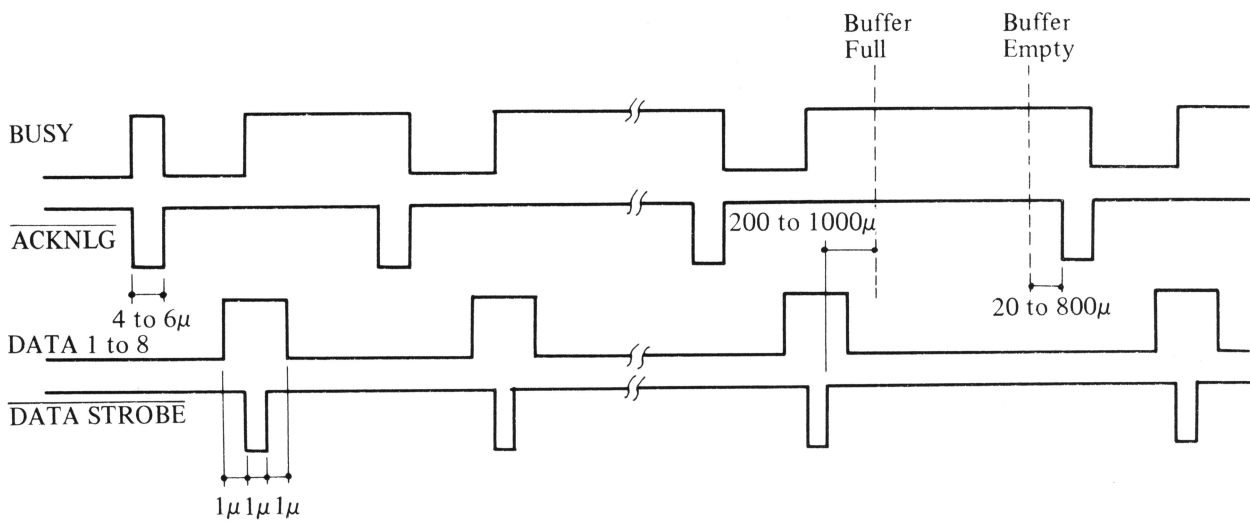 Buffer
Full
Buffer
Empty
BUSY
ACKNLG
200 to 1000μ
4 to 6μ
20 to 800μ
DATA 1 to 8
DATA STROBE
1μ 1μ 1μ